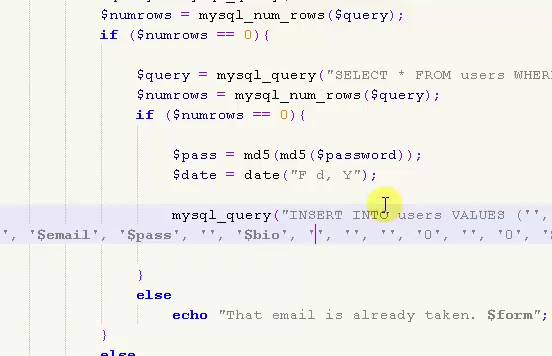 $numrows = mysql_num_rows($query);
if ($numrows == 0){
$query = mysql_query("SELECT * FROM users WHERE
$numrows = mysql_num_rows($query);
if ($numrows == 0){
$pass = md5(md5($password));
$date = date("F d, Y");
mysql_query("INSERT INTO users VALUES ('',
', '$email', '$pass', '', '$bio', '', '', '', '0', '', '0', '
}
else
echo "That email is already taken. $form";
}
else